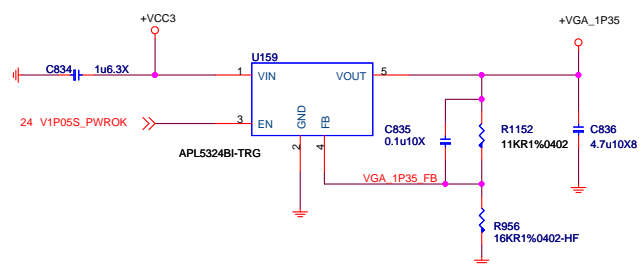 +VCC3
+VGA_1P35
C834
1u6.3X
U159
1
VIN
VOUT
5
24 V1P05S_PWROK
3
EN
GND
FB
2
4
APL5324BI-TRG
C835
0.1u10X
R1152
11KR1%0402
C836
4.7u10X8
VGA_1P35_FB
R956
16KR1%0402-HF